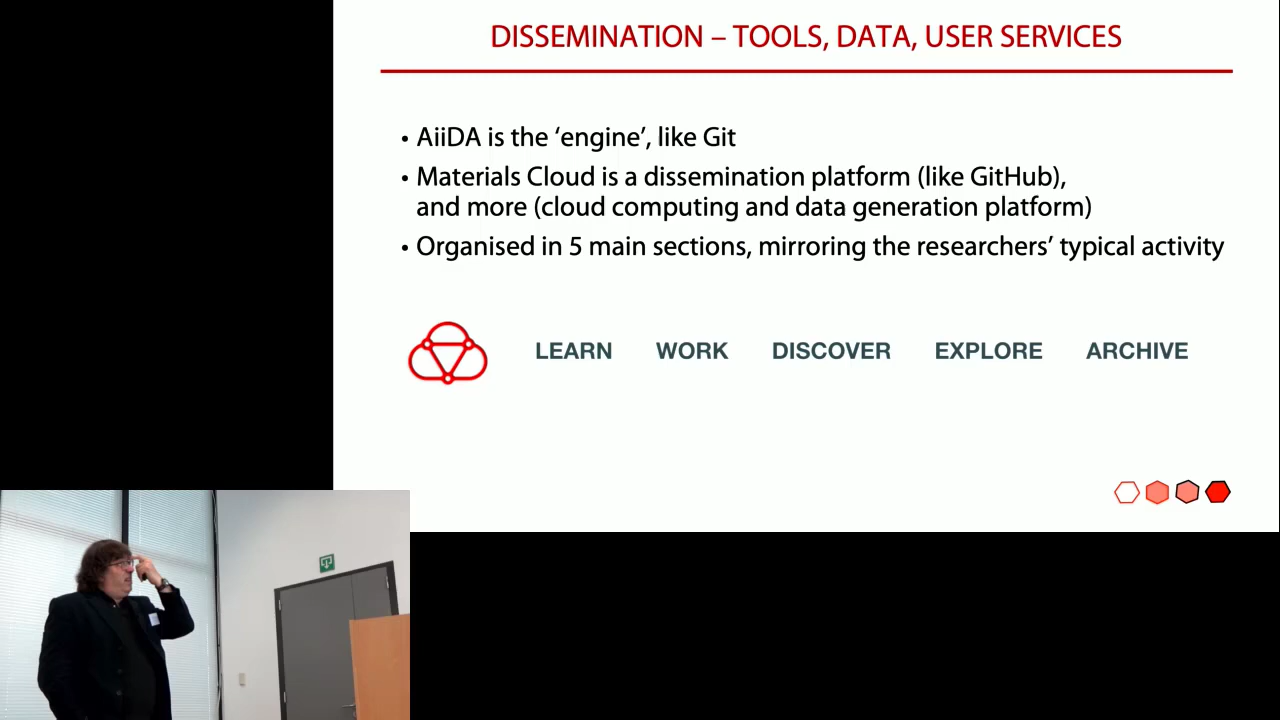 DISSEMINATION – TOOLS, DATA, USER SERVICES
• AiiDA is the ‘engine’, like Git
• Materials Cloud is a dissemination platform (like GitHub),
and more (cloud computing and data generation platform)
• Organised in 5 main sections, mirroring the researchers’ typical activity
LEARN WORK DISCOVER EXPLORE ARCHIVE